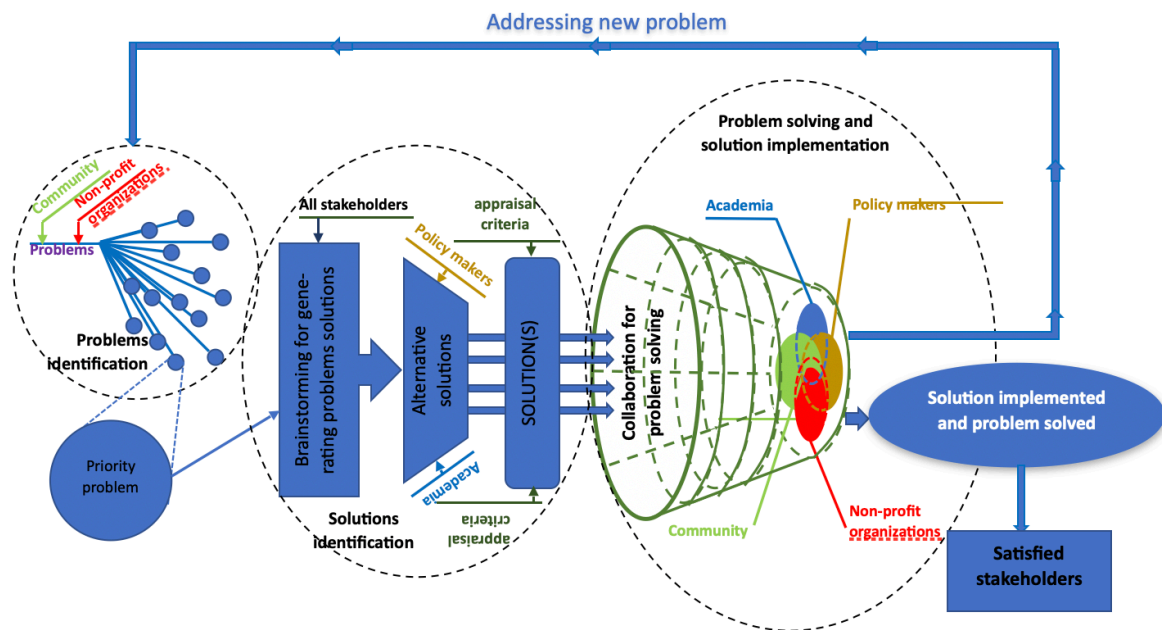 Addressing new problem
Community
Non-profit
organizations
Problems
Problems
identification
Priority
problem
All stakeholders
Brainstorming for gene-
rating problems solutions
Policy makers
Alternative
solutions
Academia
appraisal
criteria
SOLUTION(S)
appraisal
criteria
Solutions
identification
Problem solving and
solution implementation
Academia
Policy makers
Collaboration for
problem solving
Community
Non-profit
organizations
Solution implemented
and problem solved
Satisfied
stakeholders